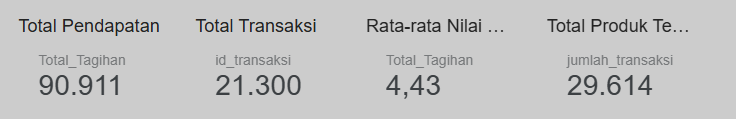 Total Pendapatan
Total_Tagihan
90.911
Total Transaksi
id_transaksi
21.300
Rata-rata Nilai …
Total_Tagihan
4,43
Total Produk Te…
jumlah_transaksi
29.614